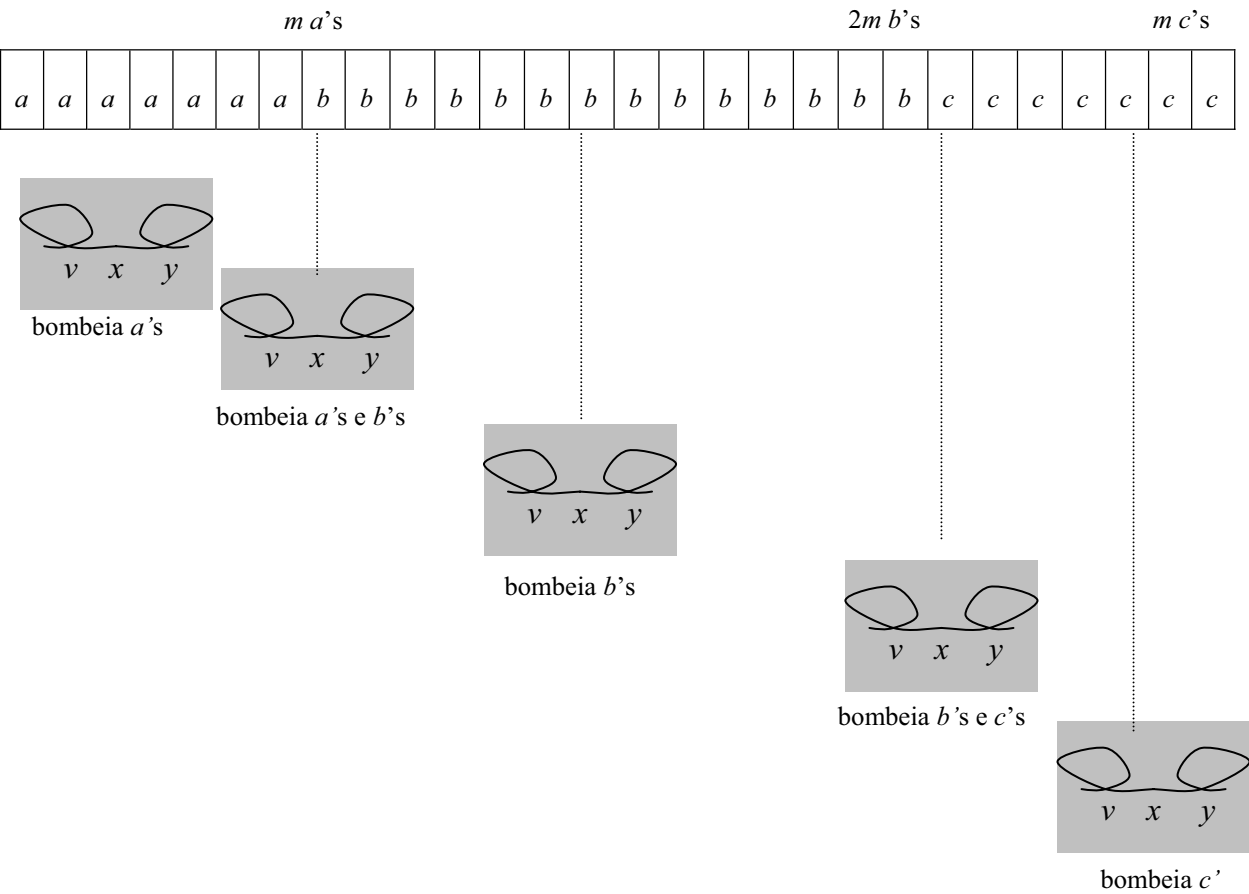 m a's 2m b's m c's
a a a a a a a b b b b b b b b b b b b b b c c c c c c c
v x y
bombeia a's
v x y
bombeia a's e b's
v x y
bombeia b's
v x y
bombeia b's e c's
v x y
bombeia c'